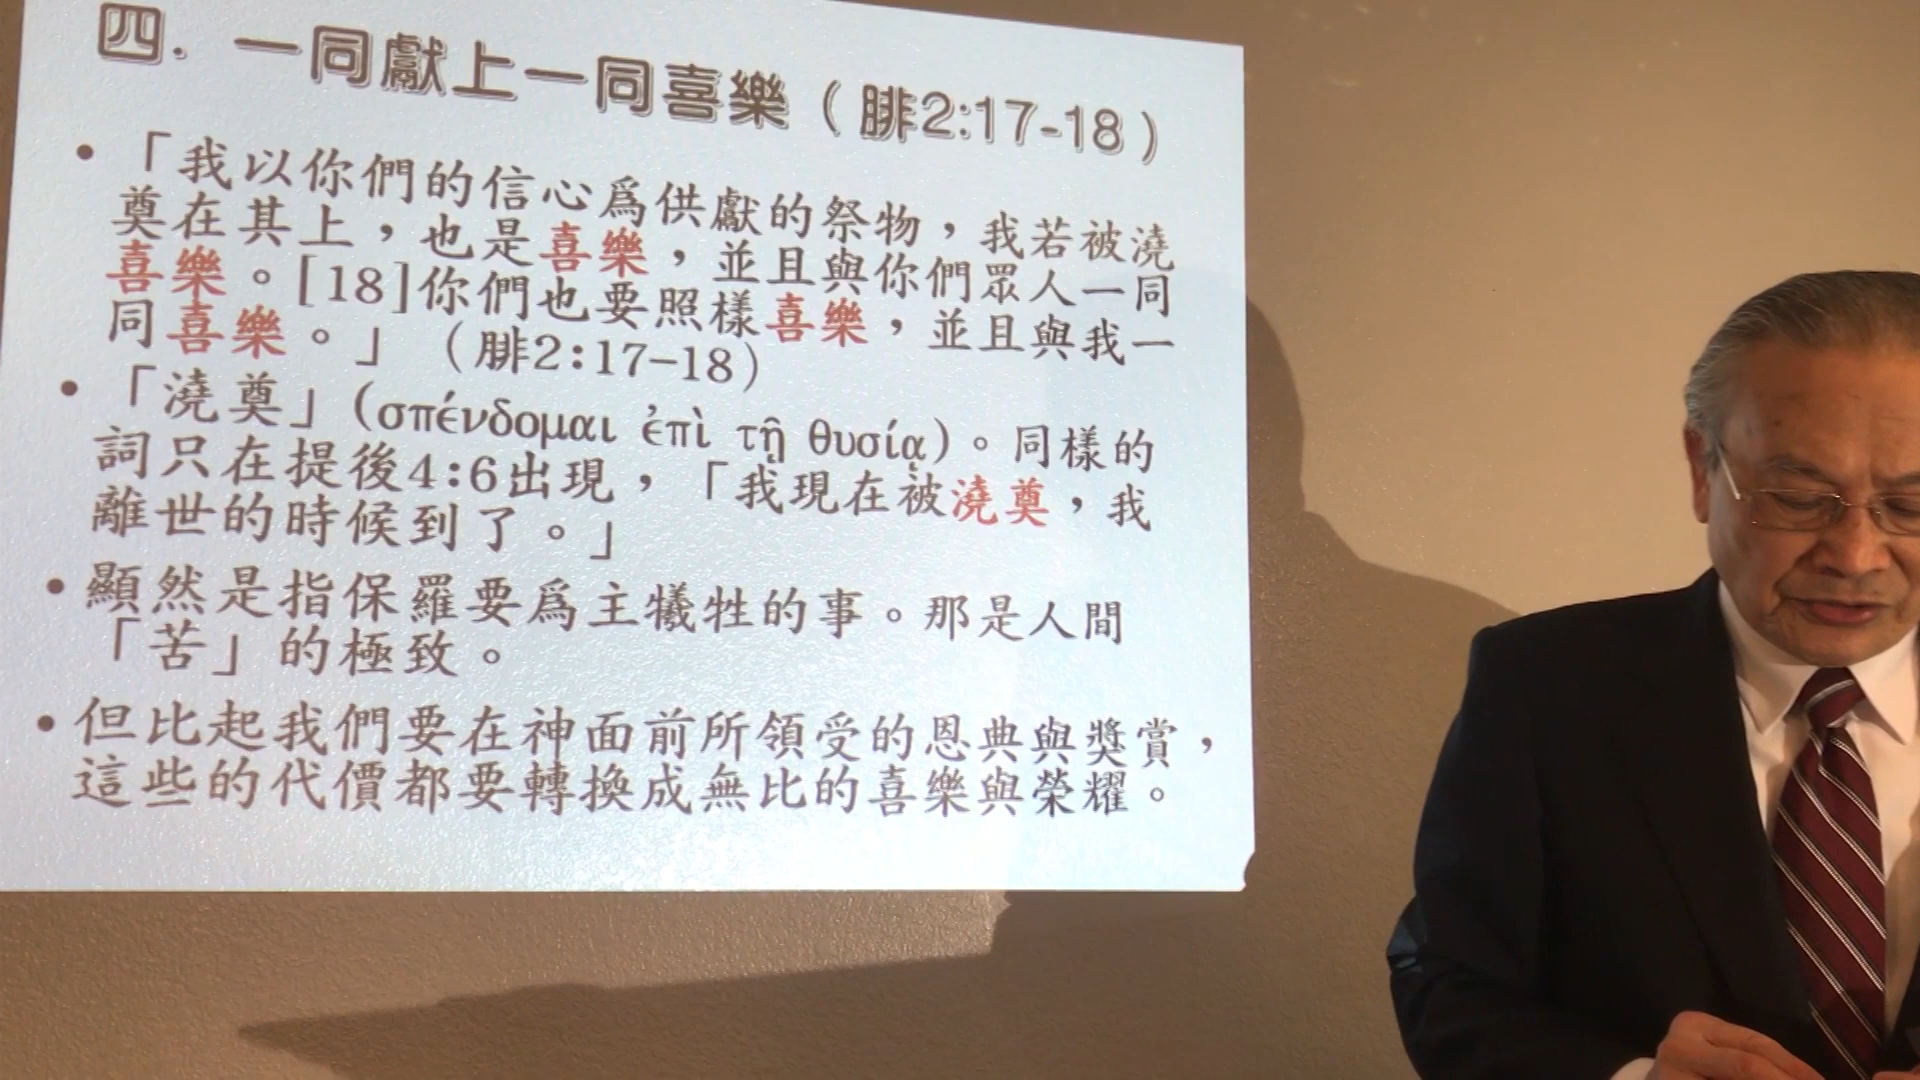 四. 一同獻上一同喜樂（腓2:17-18）
•「我以你們的信心爲供獻的祭物，我若被澆
奠在其上，也是喜樂，並且與你們眾人一同
喜樂。[18]你們也要照樣喜樂，並且與我一
同喜樂。」（腓2:17-18）
•「澆奠」(σπένδομαι ἐπὶ τῇ θυσίᾳ)。同樣的
詞只在提後4:6出現，「我現在被澆奠，我
離世的時候到了。」
•顯然是指保羅要爲主犧牲的事。那是人間
「苦」的極致。
•但比起我們要在神面前所領受的恩典與獎賞，
這些的代價都要轉換成無比的喜樂與榮耀。